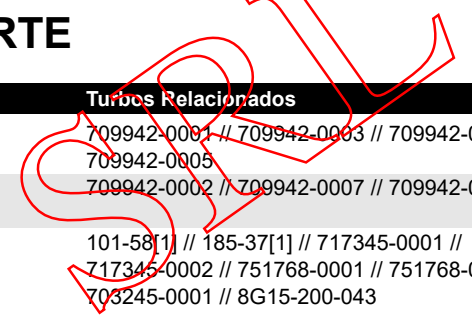 RTE
Turbos Relacionados
709942-0001 // 709942-0003 // 709942-0
709942-0005
709942-0002 // 709942-0007 // 709942-0
101-58[1] // 185-37[1] // 717345-0001 //
717345-0002 // 751768-0001 // 751768-0
703245-0001 // 8G15-200-043
SRL